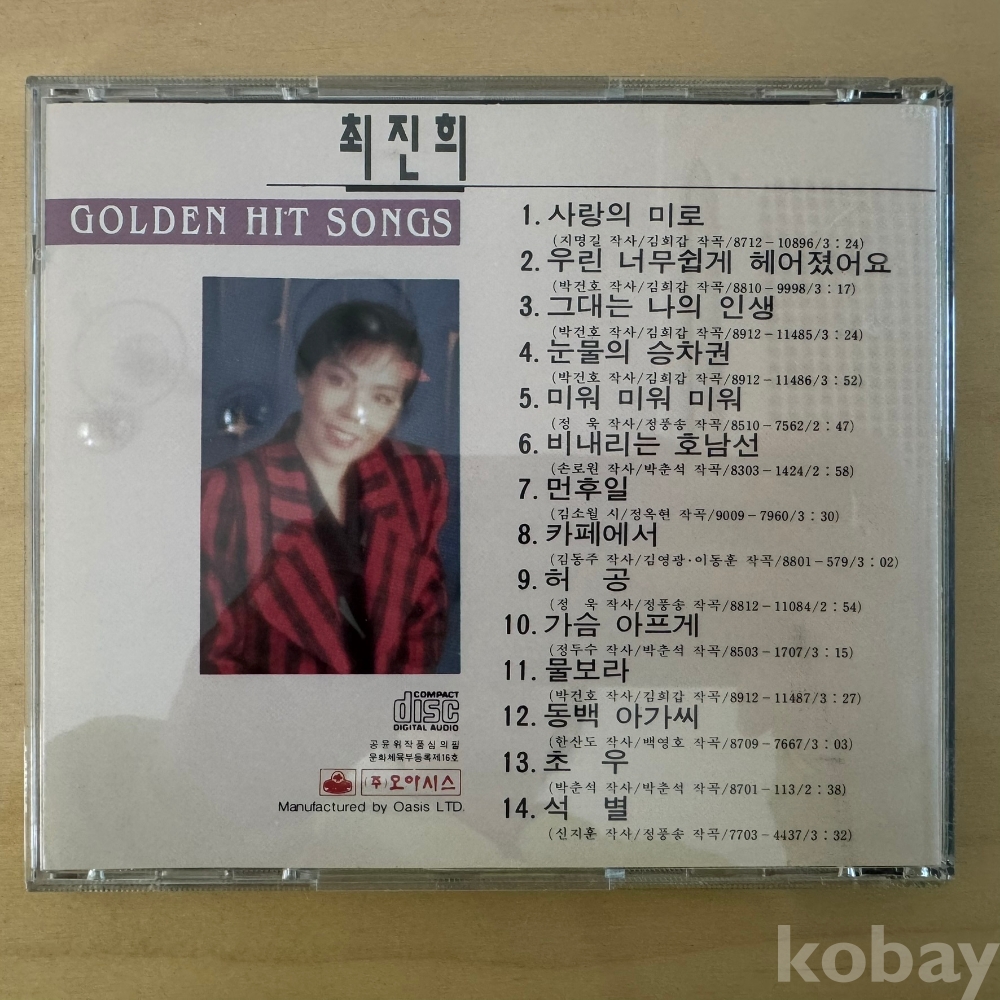 최진희
GOLDEN HIT SONGS
1. 사랑의 미로
(지명길 작사/김희갑 작곡/8712-10896/3：24)
2. 우린 너무쉽게 헤어졌어요
(박건호 작사/김희갑 작곡/8810-9998/3：17)
3. 그대는 나의 인생
(박건호 작사/김희갑 작곡/8912-11485/3：24)
4. 눈물의 승차권
(박건호 작사/김희갑 작곡/8912-11486/3：52)
5. 미워 미워 미워
(정 욱 작사/정풍송 작곡/8510-7562/2：47)
6. 비내리는 호남선
(손로원 작사/박춘석 작곡/8303-1424/2：58)
7. 먼후일
(김소월 시/정옥현 작곡/9009-7960/3：30)
8. 카페에서
(김동주 작사/김영광·이동훈 작곡/8801-579/3：02)
9. 허 공
(정 욱 작사/정풍송 작곡/8812-11084/2：54)
10. 가슴 아프게
(정두수 작사/박춘석 작곡/8503-1707/3：15)
11. 물보라
(박건호 작사/김희갑 작곡/8912-11487/3：27)
12. 동백 아가씨
(한산도 작사/백영호 작곡/8709-7667/3：03)
13. 초 우
(박춘석 작사/박춘석 작곡/8701-113/2：38)
14. 석 별
(신지훈 작사/정풍송 작곡/7703-4437/3：32)
COMPACT
disc
DIGITAL AUDIO
공윤위작품심의필
문화체육부등록제16호
(주)오아시스
Manufactured by Oasis LTD.
kobay